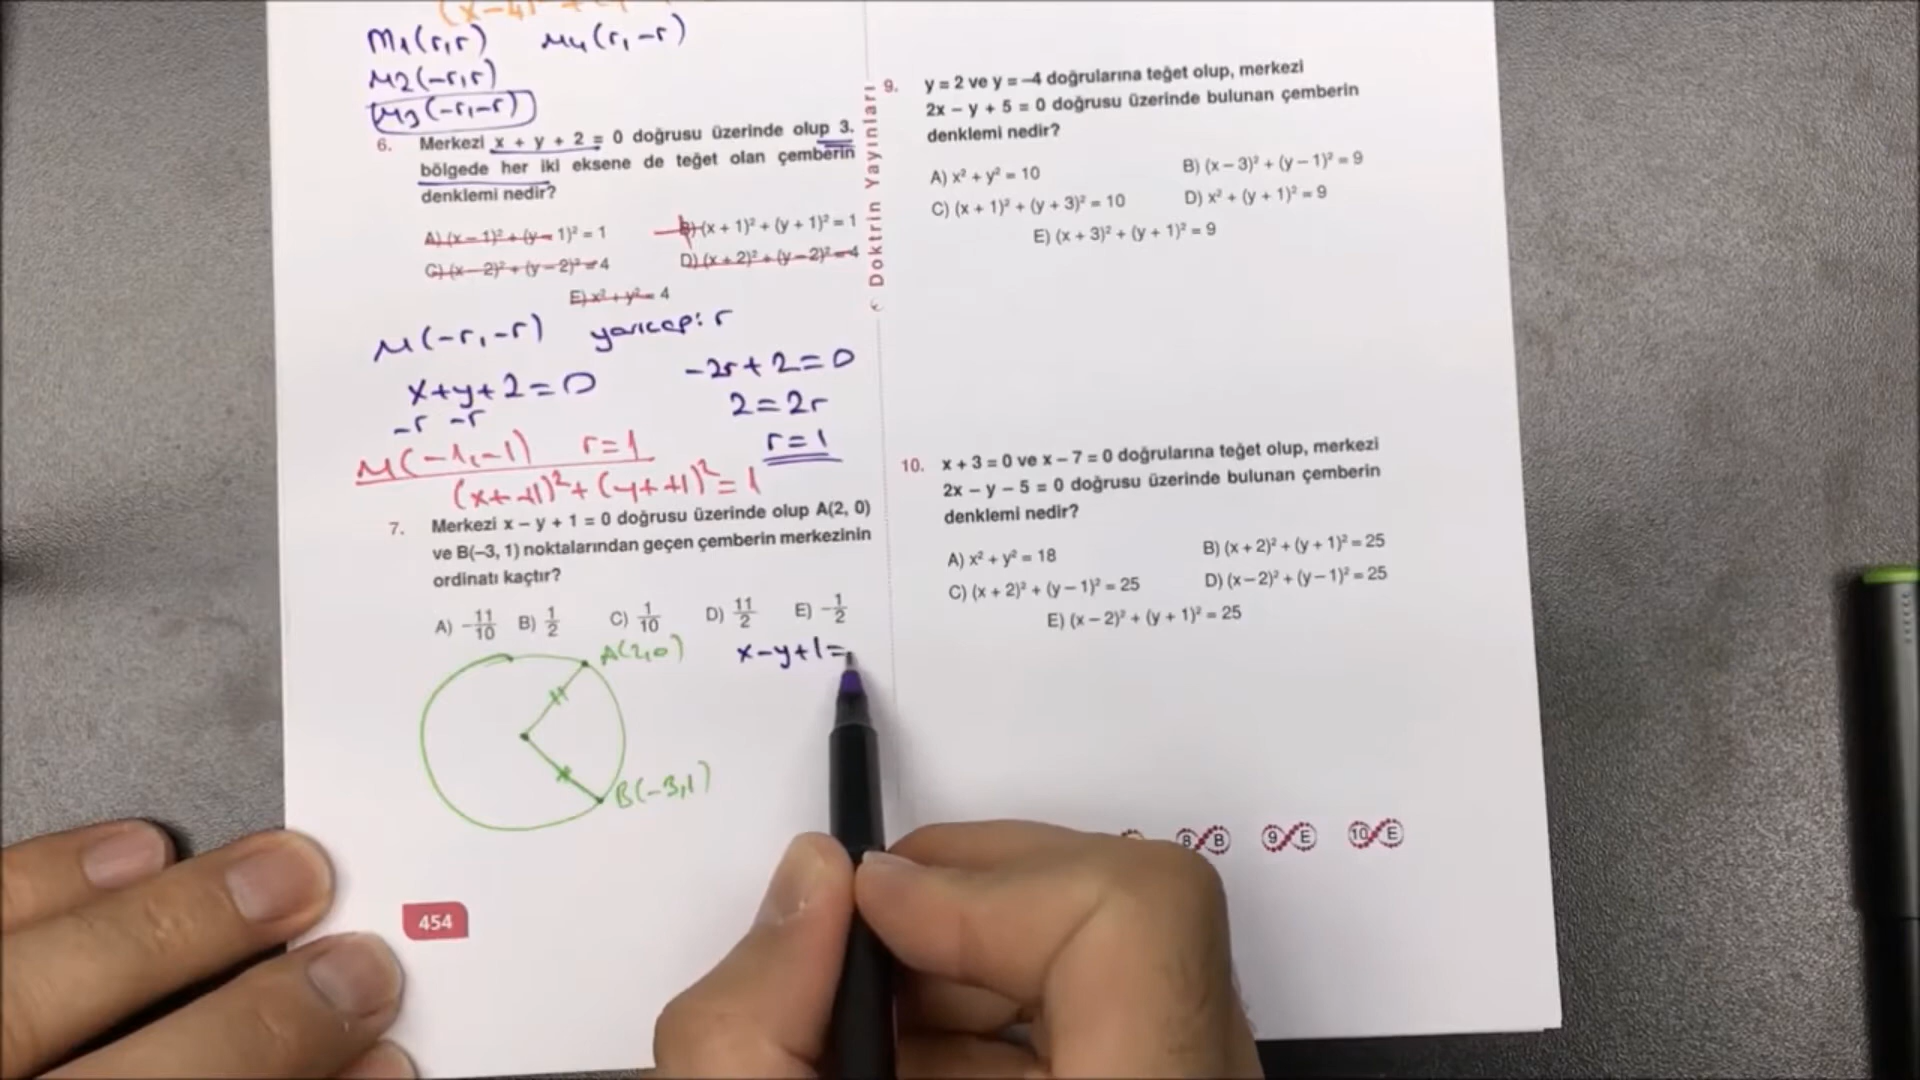 M1(r,r) M4(r,-r)
M2(-r,r)
M3(-r,-r)
6. Merkezi x + y + 2 = 0 doğrusu üzerinde olup 3.
bölgede her iki eksene de teğet olan çemberin
denklemi nedir?
A) (x – 1)² + (y – 1)² = 1 B) (x + 1)² + (y + 1)² = 1
C) (x – 2)² + (y – 2)² = 4 D) (x + 2)² + (y – 2)² = 4
E) x² + y² = 4
M(-r,-r) yarıçap: r
x+y+2=0 -2r+2=0
-r -r 2=2r
M(-1,-1) r=1 r=1
(x+1)²+(y+1)²=1
7. Merkezi x – y + 1 = 0 doğrusu üzerinde olup A(2, 0)
ve B(–3, 1) noktalarından geçen çemberin merkezinin
ordinatı kaçtır?
A) –11/10 B) 1/2 C) 1/10 D) 11/2 E) –1/2
A(2,0) x-y+1=
B(-3,1)
454
Doktrin Yayınları
9. y = 2 ve y = –4 doğrularına teğet olup, merkezi
2x – y + 5 = 0 doğrusu üzerinde bulunan çemberin
denklemi nedir?
A) x² + y² = 10 B) (x – 3)² + (y – 1)² = 9
C) (x + 1)² + (y + 3)² = 10 D) x² + (y + 1)² = 9
E) (x + 3)² + (y + 1)² = 9
10. x + 3 = 0 ve x – 7 = 0 doğrularına teğet olup, merkezi
2x – y – 5 = 0 doğrusu üzerinde bulunan çemberin
denklemi nedir?
A) x² + y² = 18 B) (x + 2)² + (y + 1)² = 25
C) (x + 2)² + (y – 1)² = 25 D) (x – 2)² + (y – 1)² = 25
E) (x – 2)² + (y + 1)² = 25
8 B 9 E 10 E